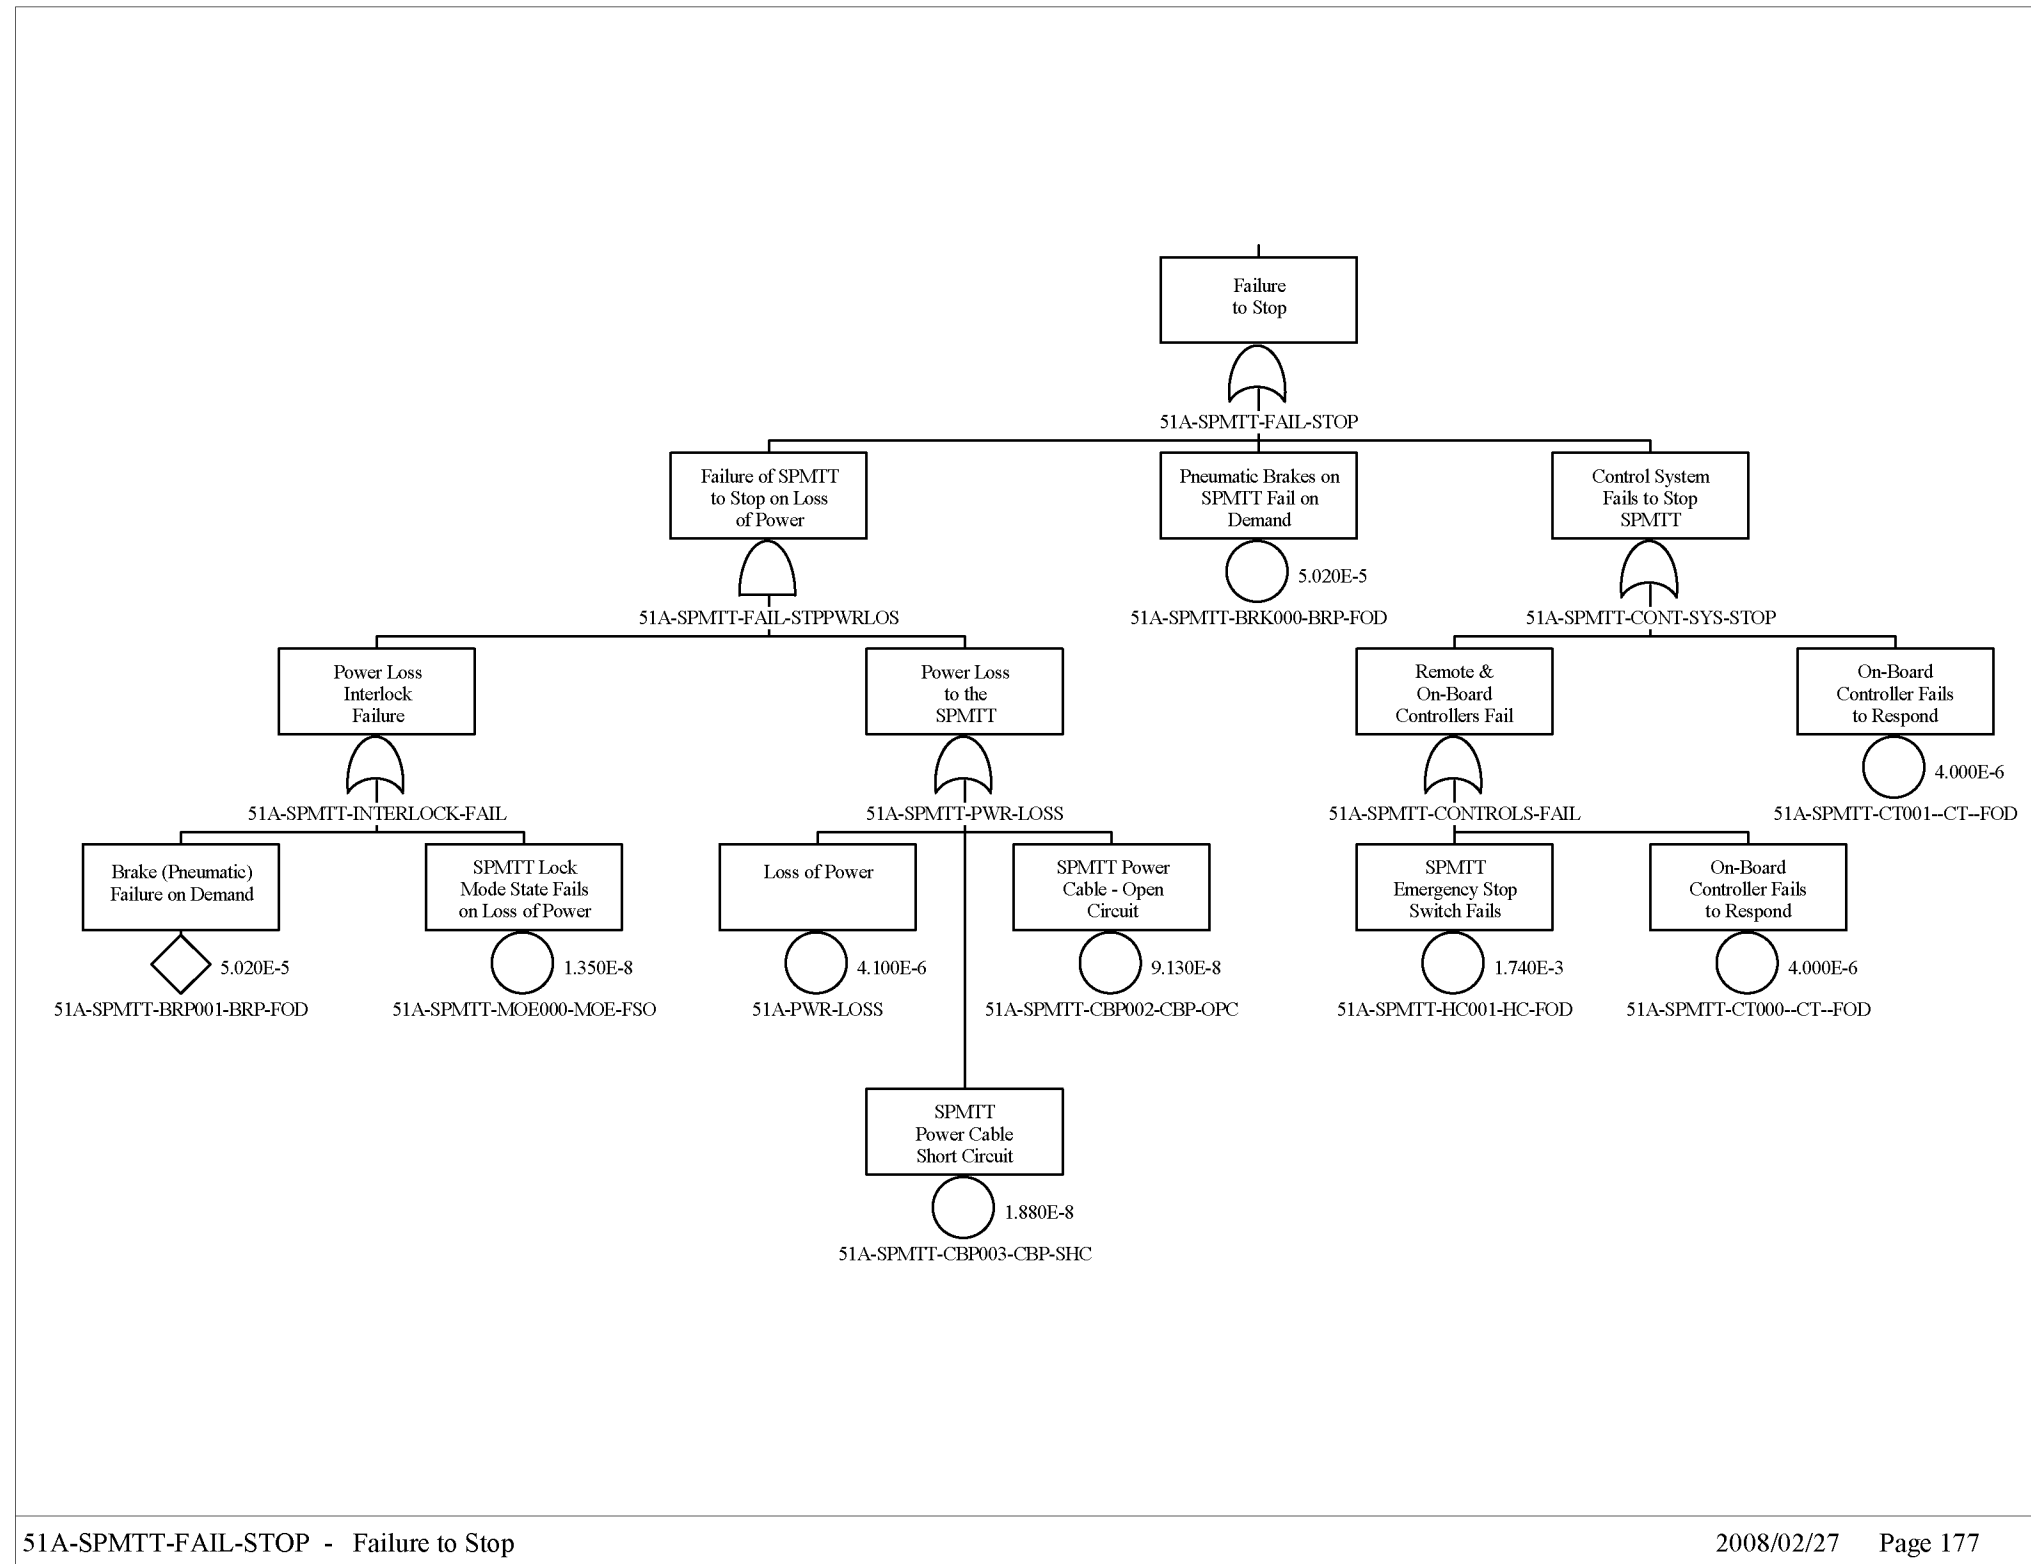 Failure
to Stop
51A-SPMTT-FAIL-STOP
Failure of SPMTT
to Stop on Loss
of Power
51A-SPMTT-FAIL-STPPWRLOS
Pneumatic Brakes on
SPMTT Fail on
Demand
5.020E-5
51A-SPMTT-BRK000-BRP-FOD
Control System
Fails to Stop
SPMTT
51A-SPMTT-CONT-SYS-STOP
Power Loss
Interlock
Failure
51A-SPMTT-INTERLOCK-FAIL
Power Loss
to the
SPMTT
51A-SPMTT-PWR-LOSS
Remote &
On-Board
Controllers Fail
51A-SPMTT-CONTROLS-FAIL
On-Board
Controller Fails
to Respond
4.000E-6
51A-SPMTT-CT001--CT--FOD
Brake (Pneumatic)
Failure on Demand
5.020E-5
51A-SPMTT-BRP001-BRP-FOD
SPMTT Lock
Mode State Fails
on Loss of Power
1.350E-8
51A-SPMTT-MOE000-MOE-FSO
Loss of Power
4.100E-6
51A-PWR-LOSS
SPMTT Power
Cable - Open
Circuit
9.130E-8
51A-SPMTT-CBP002-CBP-OPC
SPMTT
Emergency Stop
Switch Fails
1.740E-3
51A-SPMTT-HC001-HC-FOD
On-Board
Controller Fails
to Respond
4.000E-6
51A-SPMTT-CT000--CT--FOD
SPMTT
Power Cable
Short Circuit
1.880E-8
51A-SPMTT-CBP003-CBP-SHC
51A-SPMTT-FAIL-STOP - Failure to Stop
2008/02/27 Page 177